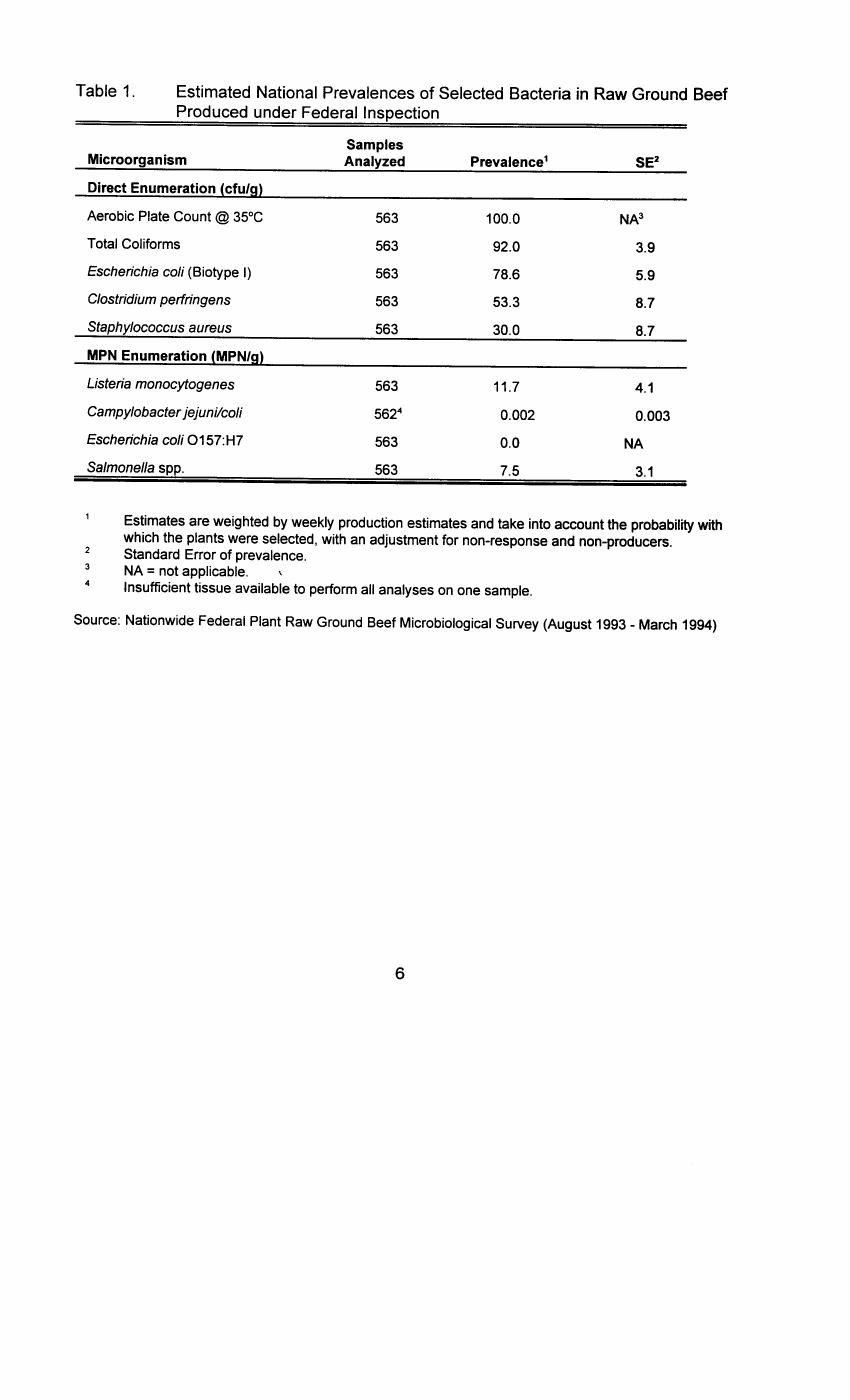 Table 1. Estimated National Prevalences of Selected Bacteria in Raw Ground Beef
Produced under Federal Inspection
Samples
Microorganism Analyzed Prevalence¹ SE²
Direct Enumeration (cfu/g)
Aerobic Plate Count @ 35°C 563 100.0 NA³
Total Coliforms 563 92.0 3.9
Escherichia coli (Biotype I) 563 78.6 5.9
Clostridium perfringens 563 53.3 8.7
Staphylococcus aureus 563 30.0 8.7
MPN Enumeration (MPN/g)
Listeria monocytogenes 563 11.7 4.1
Campylobacter jejuni/coli 562⁴ 0.002 0.003
Escherichia coli O157:H7 563 0.0 NA
Salmonella spp. 563 7.5 3.1
¹ Estimates are weighted by weekly production estimates and take into account the probability with
which the plants were selected, with an adjustment for non-response and non-producers.
² Standard Error of prevalence.
³ NA = not applicable.
⁴ Insufficient tissue available to perform all analyses on one sample.
Source: Nationwide Federal Plant Raw Ground Beef Microbiological Survey (August 1993 - March 1994)
6